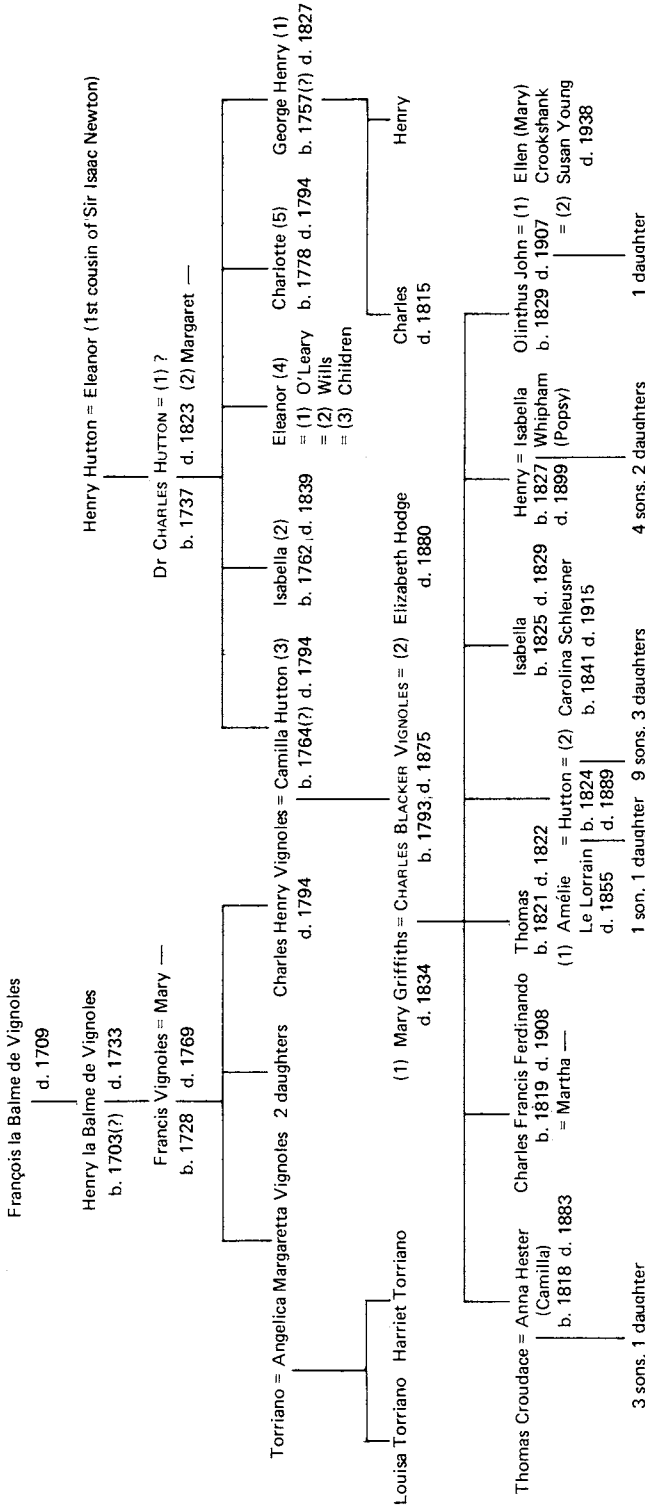 François la Balme de Vignoles
d. 1709
Henry la Balme de Vignoles
b. 1703(?) d. 1733
Francis Vignoles = Mary —
b. 1728 d. 1769
Henry Hutton = Eleanor (1st cousin of Sir Isaac Newton)
Dr CHARLES HUTTON = (1) ?
b. 1737 d. 1823 (2) Margaret —
Torriano = Angelica Margaretta Vignoles
2 daughters
Charles Henry Vignoles = Camilla Hutton (3)
d. 1794
b. 1764(?) d. 1794
Isabella (2)
b. 1762, d. 1839
Eleanor (4)
= (1) O'Leary
= (2) Wills
= (3) Children
Charlotte (5)
b. 1778 d. 1794
George Henry (1)
b. 1757(?) d. 1827
Louisa Torriano
Harriet Torriano
(1) Mary Griffiths = CHARLES BLACKER VIGNOLES = (2) Elizabeth Hodge
d. 1834
b. 1793, d. 1875
d. 1880
Charles
d. 1815
Henry
Thomas Croudace = Anna Hester
(Camilla)
b. 1818 d. 1883
3 sons, 1 daughter
Charles Francis Ferdinando
b. 1819 d. 1908
= Martha —
Thomas
b. 1821 d. 1822
(1) Amélie = Hutton = (2) Carolina Schleusner
Le Lorrain b. 1824 b. 1841 d. 1915
d. 1855 d. 1889
1 son, 1 daughter 9 sons, 3 daughters
Isabella
b. 1825 d. 1829
Henry = Isabella
b. 1827 Whipham
d. 1899 (Popsy)
4 sons, 2 daughters
Olinthus John = (1) Ellen (Mary)
b. 1829 d. 1907 Crookshank
= (2) Susan Young
d. 1938
1 daughter